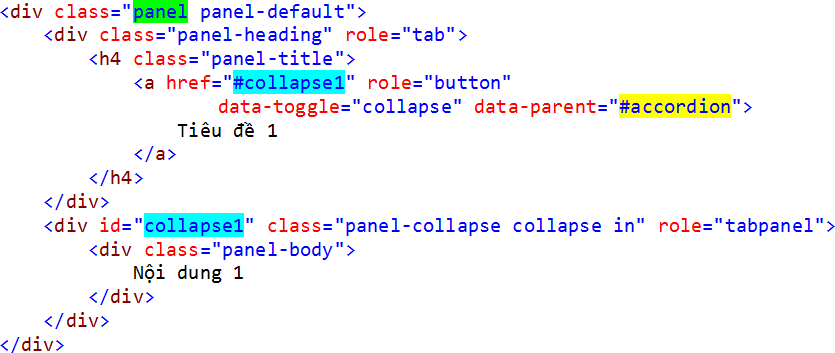 <div class="panel panel-default">
    <div class="panel-heading" role="tab">
        <h4 class="panel-title">
            <a href="#collapse1" role="button"
                    data-toggle="collapse" data-parent="#accordion">
                Tiêu đề 1
            </a>
        </h4>
    </div>
    <div id="collapse1" class="panel-collapse collapse in" role="tabpanel">
        <div class="panel-body">
            Nội dung 1
        </div>
    </div>
</div>